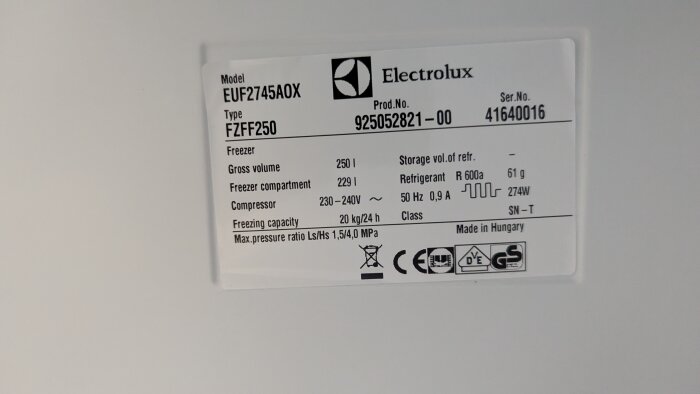 Electrolux
Model
EUF2745AOX
Type
FZFF250
Prod.No.
925052821-00
Ser.No.
41640016
Freezer
Gross volume 250 l Storage vol. of refr. -
Freezer compartment 229 l Refrigerant R 600a 61 g
Compressor 230-240V ~ 50 Hz 0,9 A 274W
Freezing capacity 20 kg/24 h Class SN-T
Max.pressure ratio Ls/Hs 1,5/4,0 MPa Made in Hungary
CE DVE GS